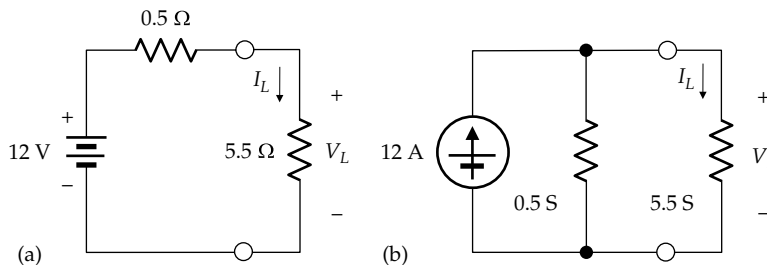 0.5 Ω
I_L
+
+
12 V
5.5 Ω
V_L
−
−
(a)
I_L
+
12 A
V
0.5 S
5.5 S
−
(b)